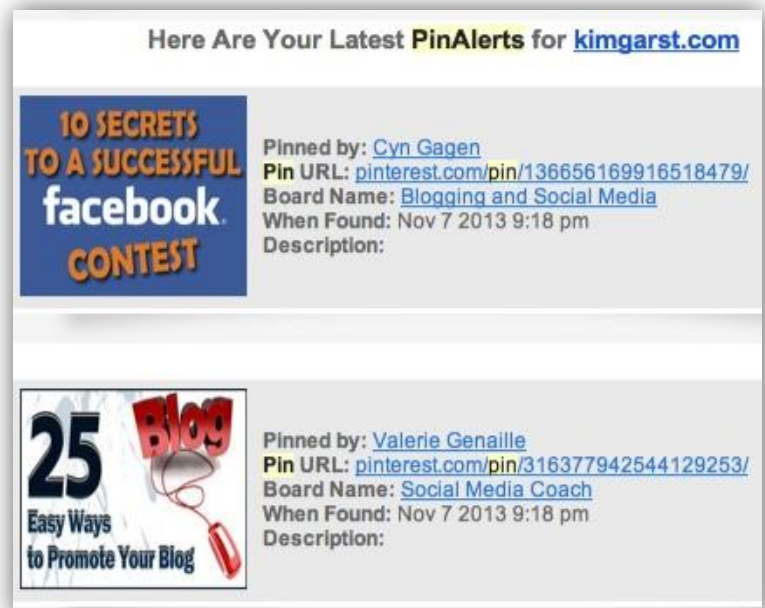 Here Are Your Latest PinAlerts for kimgarst.com
10 SECRETS
TO A SUCCESSFUL
facebook.
CONTEST
Pinned by: Cyn Gagen
Pin URL: pinterest.com/pin/136656169916518479/
Board Name: Blogging and Social Media
When Found: Nov 7 2013 9:18 pm
Description:
25
Blog
Easy Ways
to Promote Your Blog
Pinned by: Valerie Genaille
Pin URL: pinterest.com/pin/316377942544129253/
Board Name: Social Media Coach
When Found: Nov 7 2013 9:18 pm
Description: